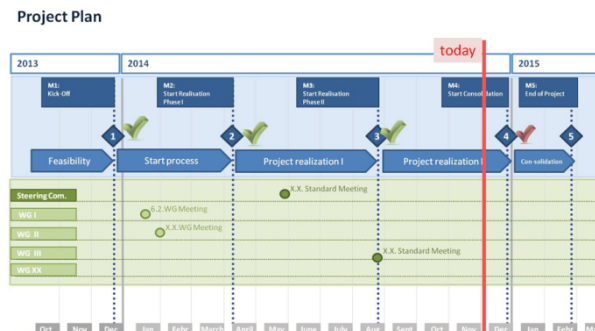 Project Plan
today
2013
2014
2015
M1:
Kick-Off
M2:
Start Realisation
Phase I
M3:
Start Realisation
Phase II
M4:
Start Consolidation
M5:
End of Project
1
2
3
4
5
Feasibility
Start process
Project realization I
Project realization
Con solidation
Steering Com.
X.X. Standard Meeting
WG I
6.2.WG Meeting
WG II
X.X.WG Meeting
WG III
X.X. Standard Meeting
WG XX
Oct Nov Dec Jan Febr March April May June July Aug Sept Oct Nov Dec Jan Febr